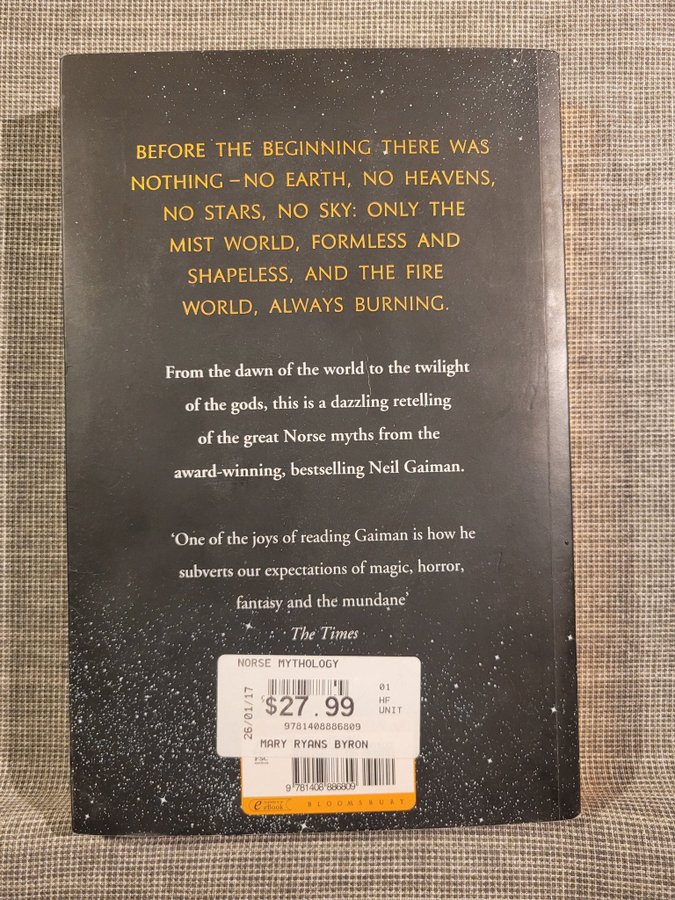 BEFORE THE BEGINNING THERE WAS
NOTHING – NO EARTH, NO HEAVENS,
NO STARS, NO SKY: ONLY THE
MIST WORLD, FORMLESS AND
SHAPELESS, AND THE FIRE
WORLD, ALWAYS BURNING.
From the dawn of the world to the twilight
of the gods, this is a dazzling retelling
of the great Norse myths from the
award-winning, bestselling Neil Gaiman.
‘One of the joys of reading Gaiman is how he
subverts our expectations of magic, horror,
fantasy and the mundane’
The Times
NORSE MYTHOLOGY
26/01/17
$27.99
01
HF
UNIT
9781408886809
MARY RYANS BYRON
FSC
9 781408 886809
eBook
BLOOMSBURY